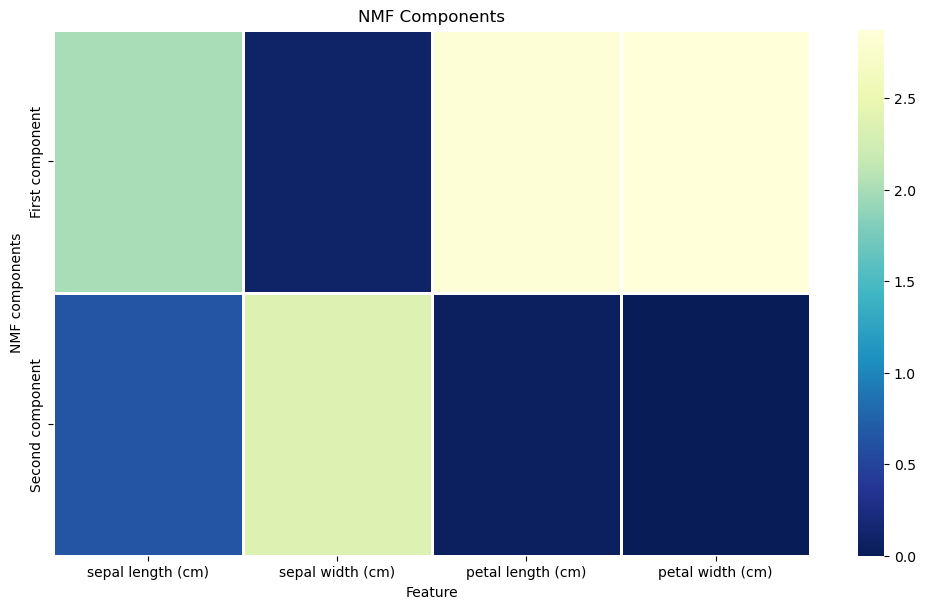 NMF Components
NMF components
First component
Second component
sepal length (cm)
sepal width (cm)
petal length (cm)
petal width (cm)
Feature
2.5
2.0
1.5
1.0
0.5
0.0